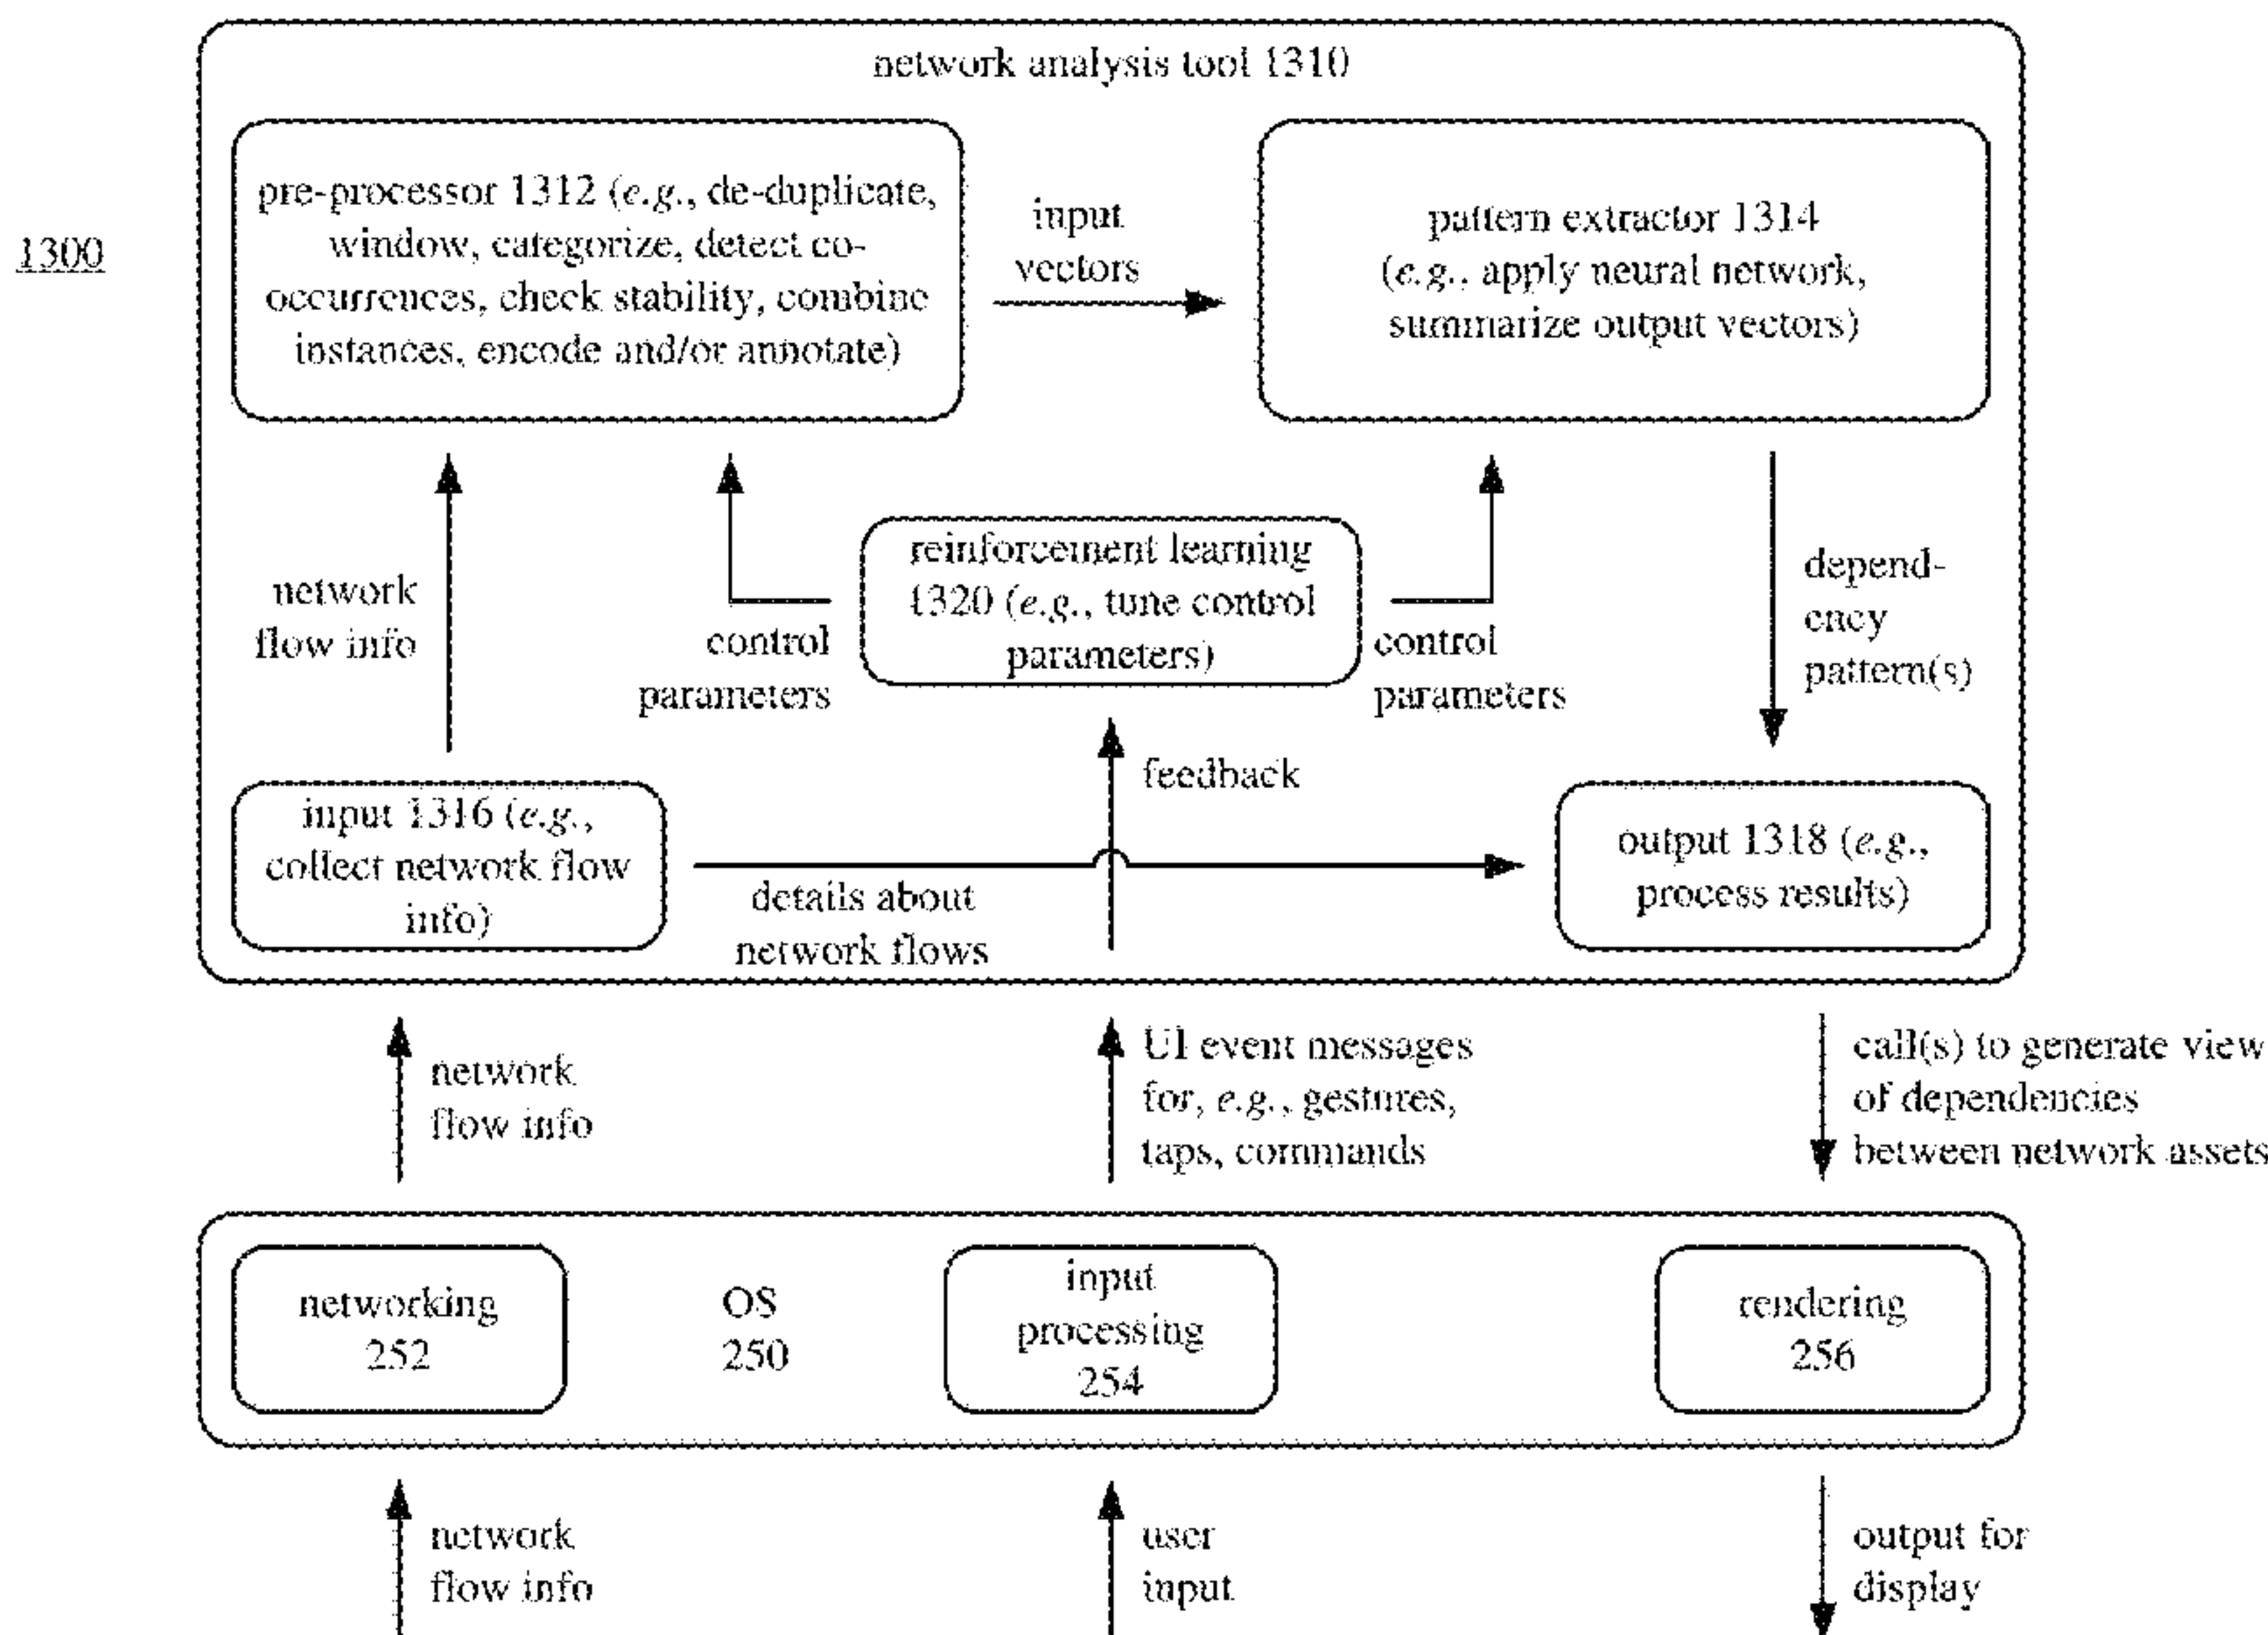 1300
network analysis tool 1310
pre-processor 1312 (e.g., de-duplicate,
window, categorize, detect co-
occurrences, check stability, combine
instances, encode and/or annotate)
input
vectors
pattern extractor 1314
(e.g., apply neural network,
summarize output vectors)
network
flow info
control
parameters
reinforcement learning
1320 (e.g., tune control
parameters)
control
parameters
depend-
ency
pattern(s)
feedback
input 1316 (e.g.,
collect network flow
info)
details about
network flows
output 1318 (e.g.,
process results)
network
flow info
UI event messages
for, e.g., gestures,
taps, commands
call(s) to generate view
of dependencies
between network assets
networking
252
OS
250
input
processing
254
rendering
256
network
flow info
user
input
output for
display